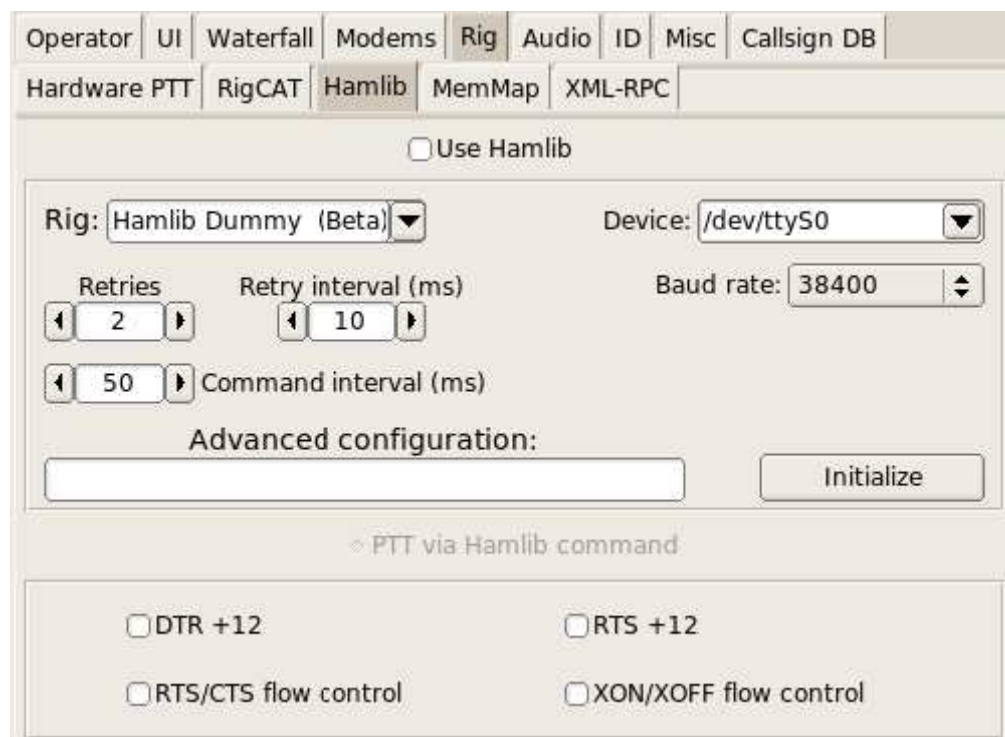 Operator UI Waterfall Modems Rig Audio ID Misc Callsign DB
Hardware PTT RigCAT Hamlib MemMap XML-RPC
Use Hamlib
Rig: Hamlib Dummy (Beta) Device: /dev/ttyS0
Retries Retry interval (ms) Baud rate: 38400
2 10
50 Command interval (ms)
Advanced configuration:
Initialize
PTT via Hamlib command
DTR +12 RTS +12
RTS/CTS flow control XON/XOFF flow control